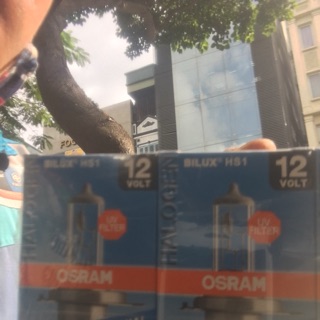 BILUX® HS1
12
VOLT
HALOGEN
UV
FILTER
OSRAM
BILUX® HS1
12
VOLT
HALOGEN
UV
FILTER
OSRAM